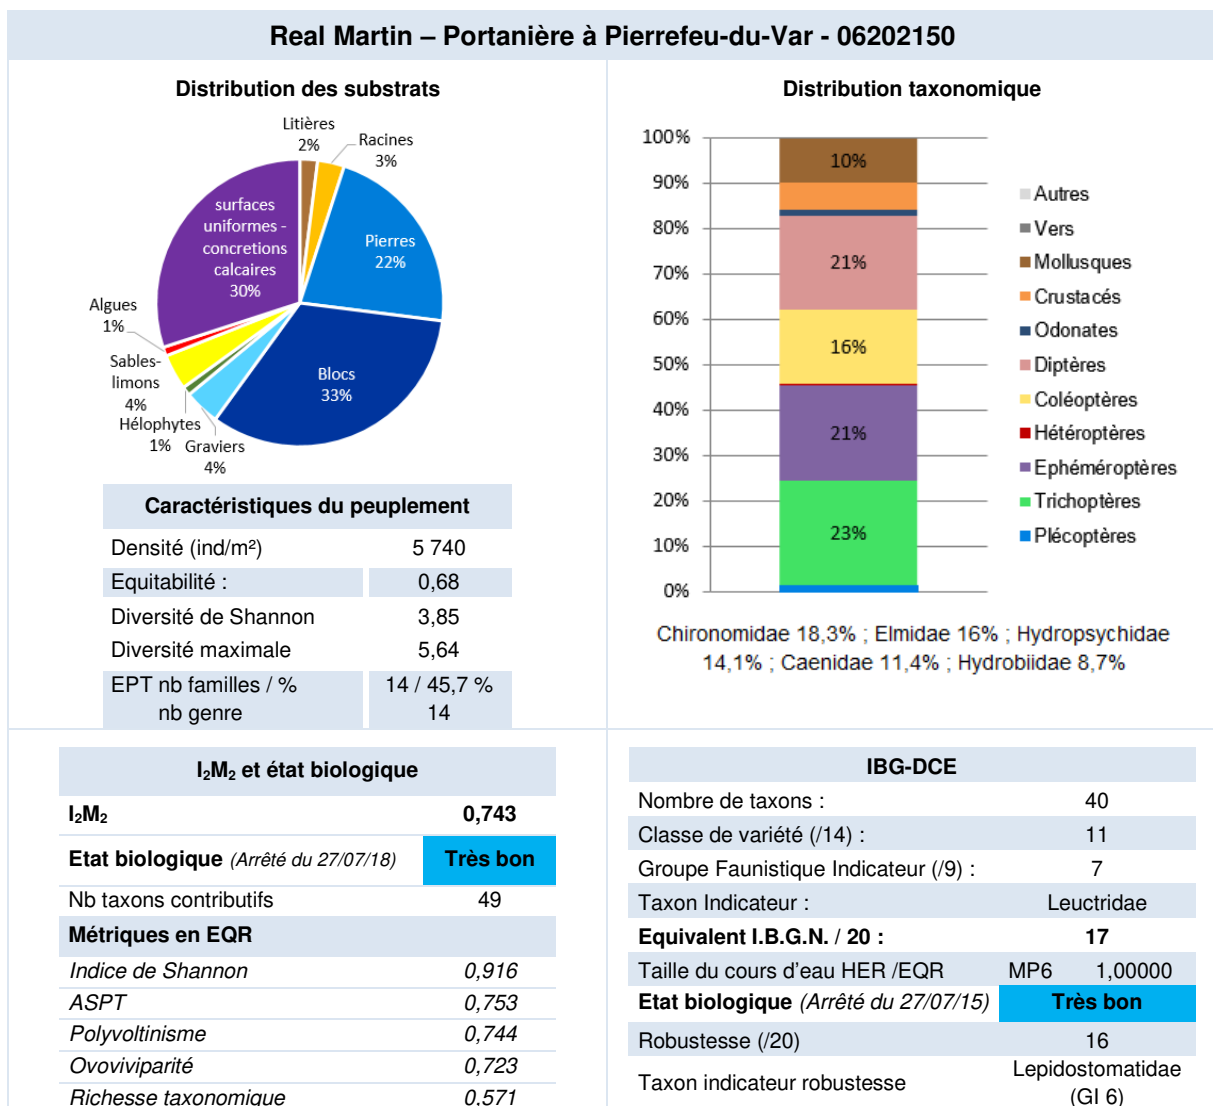 Real Martin – Portanière à Pierrefeu-du-Var - 06202150
Distribution des substrats
Litières
2%
Racines
3%
Pierres
22%
Blocs
33%
Graviers
4%
Hélophytes
1%
Sables-
limons
4%
Algues
1%
surfaces
uniformes -
concretions
calcaires
30%
Caractéristiques du peuplement
Densité (ind/m²) 5 740
Equitabilité : 0,68
Diversité de Shannon 3,85
Diversité maximale 5,64
EPT nb familles / % 14 / 45,7 %
nb genre 14
Distribution taxonomique
100%
90%
80%
70%
60%
50%
40%
30%
20%
10%
0%
10%
21%
16%
21%
23%
Autres
Vers
Mollusques
Crustacés
Odonates
Diptères
Coléoptères
Hétéroptères
Ephéméroptères
Trichoptères
Plécoptères
Chironomidae 18,3% ; Elmidae 16% ; Hydropsychidae
14,1% ; Caenidae 11,4% ; Hydrobiidae 8,7%
I₂M₂ et état biologique
I₂M₂ 0,743
Etat biologique (Arrêté du 27/07/18) Très bon
Nb taxons contributifs 49
Métriques en EQR
Indice de Shannon 0,916
ASPT 0,753
Polyvoltinisme 0,744
Ovoviviparité 0,723
Richesse taxonomique 0,571
IBG-DCE
Nombre de taxons : 40
Classe de variété (/14) : 11
Groupe Faunistique Indicateur (/9) : 7
Taxon Indicateur : Leuctridae
Equivalent I.B.G.N. / 20 : 17
Taille du cours d'eau HER /EQR MP6 1,00000
Etat biologique (Arrêté du 27/07/15) Très bon
Robustesse (/20) 16
Taxon indicateur robustesse Lepidostomatidae
(GI 6)